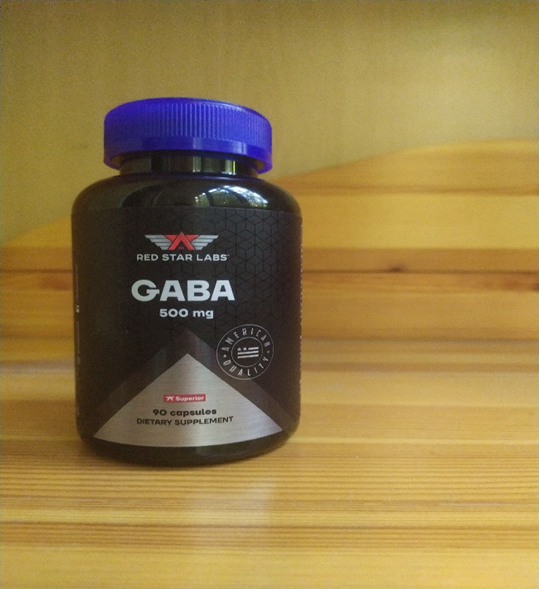 RED STAR LABS
GABA
500 mg
AMERICAN
QUALITY
Superior
90 capsules
DIETARY SUPPLEMENT